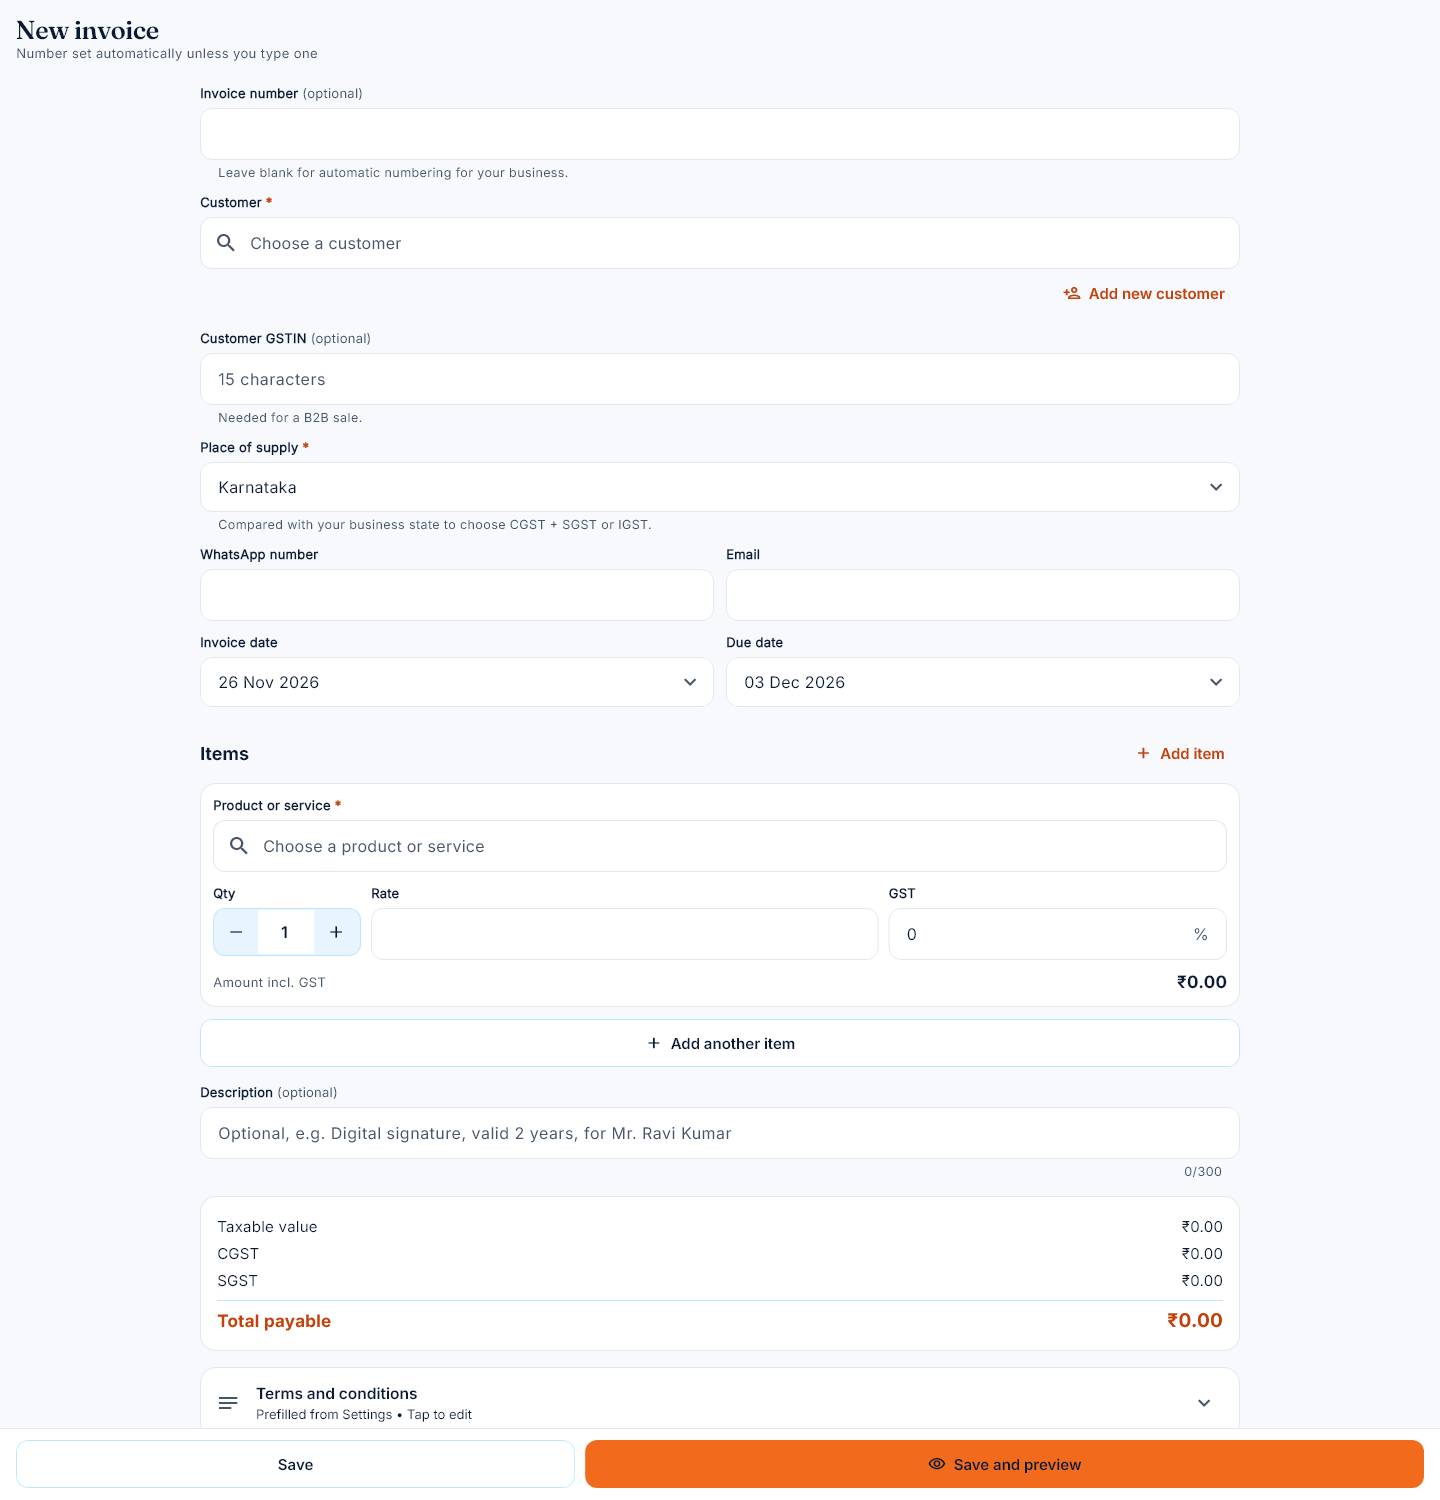 New invoice
Number set automatically unless you type one
Invoice number (optional)
Leave blank for automatic numbering for your business.
Customer *
Choose a customer
Add new customer
Customer GSTIN (optional)
15 characters
Needed for a B2B sale.
Place of supply *
Karnataka
Compared with your business state to choose CGST + SGST or IGST.
WhatsApp number Email
Invoice date Due date
26 Nov 2026 03 Dec 2026
Items + Add item
Product or service *
Choose a product or service
Qty Rate GST
− 1 + 0 %
Amount incl. GST ₹0.00
+ Add another item
Description (optional)
Optional, e.g. Digital signature, valid 2 years, for Mr. Ravi Kumar
0/300
Taxable value ₹0.00
CGST ₹0.00
SGST ₹0.00
Total payable ₹0.00
Terms and conditions
Prefilled from Settings • Tap to edit
Save Save and preview